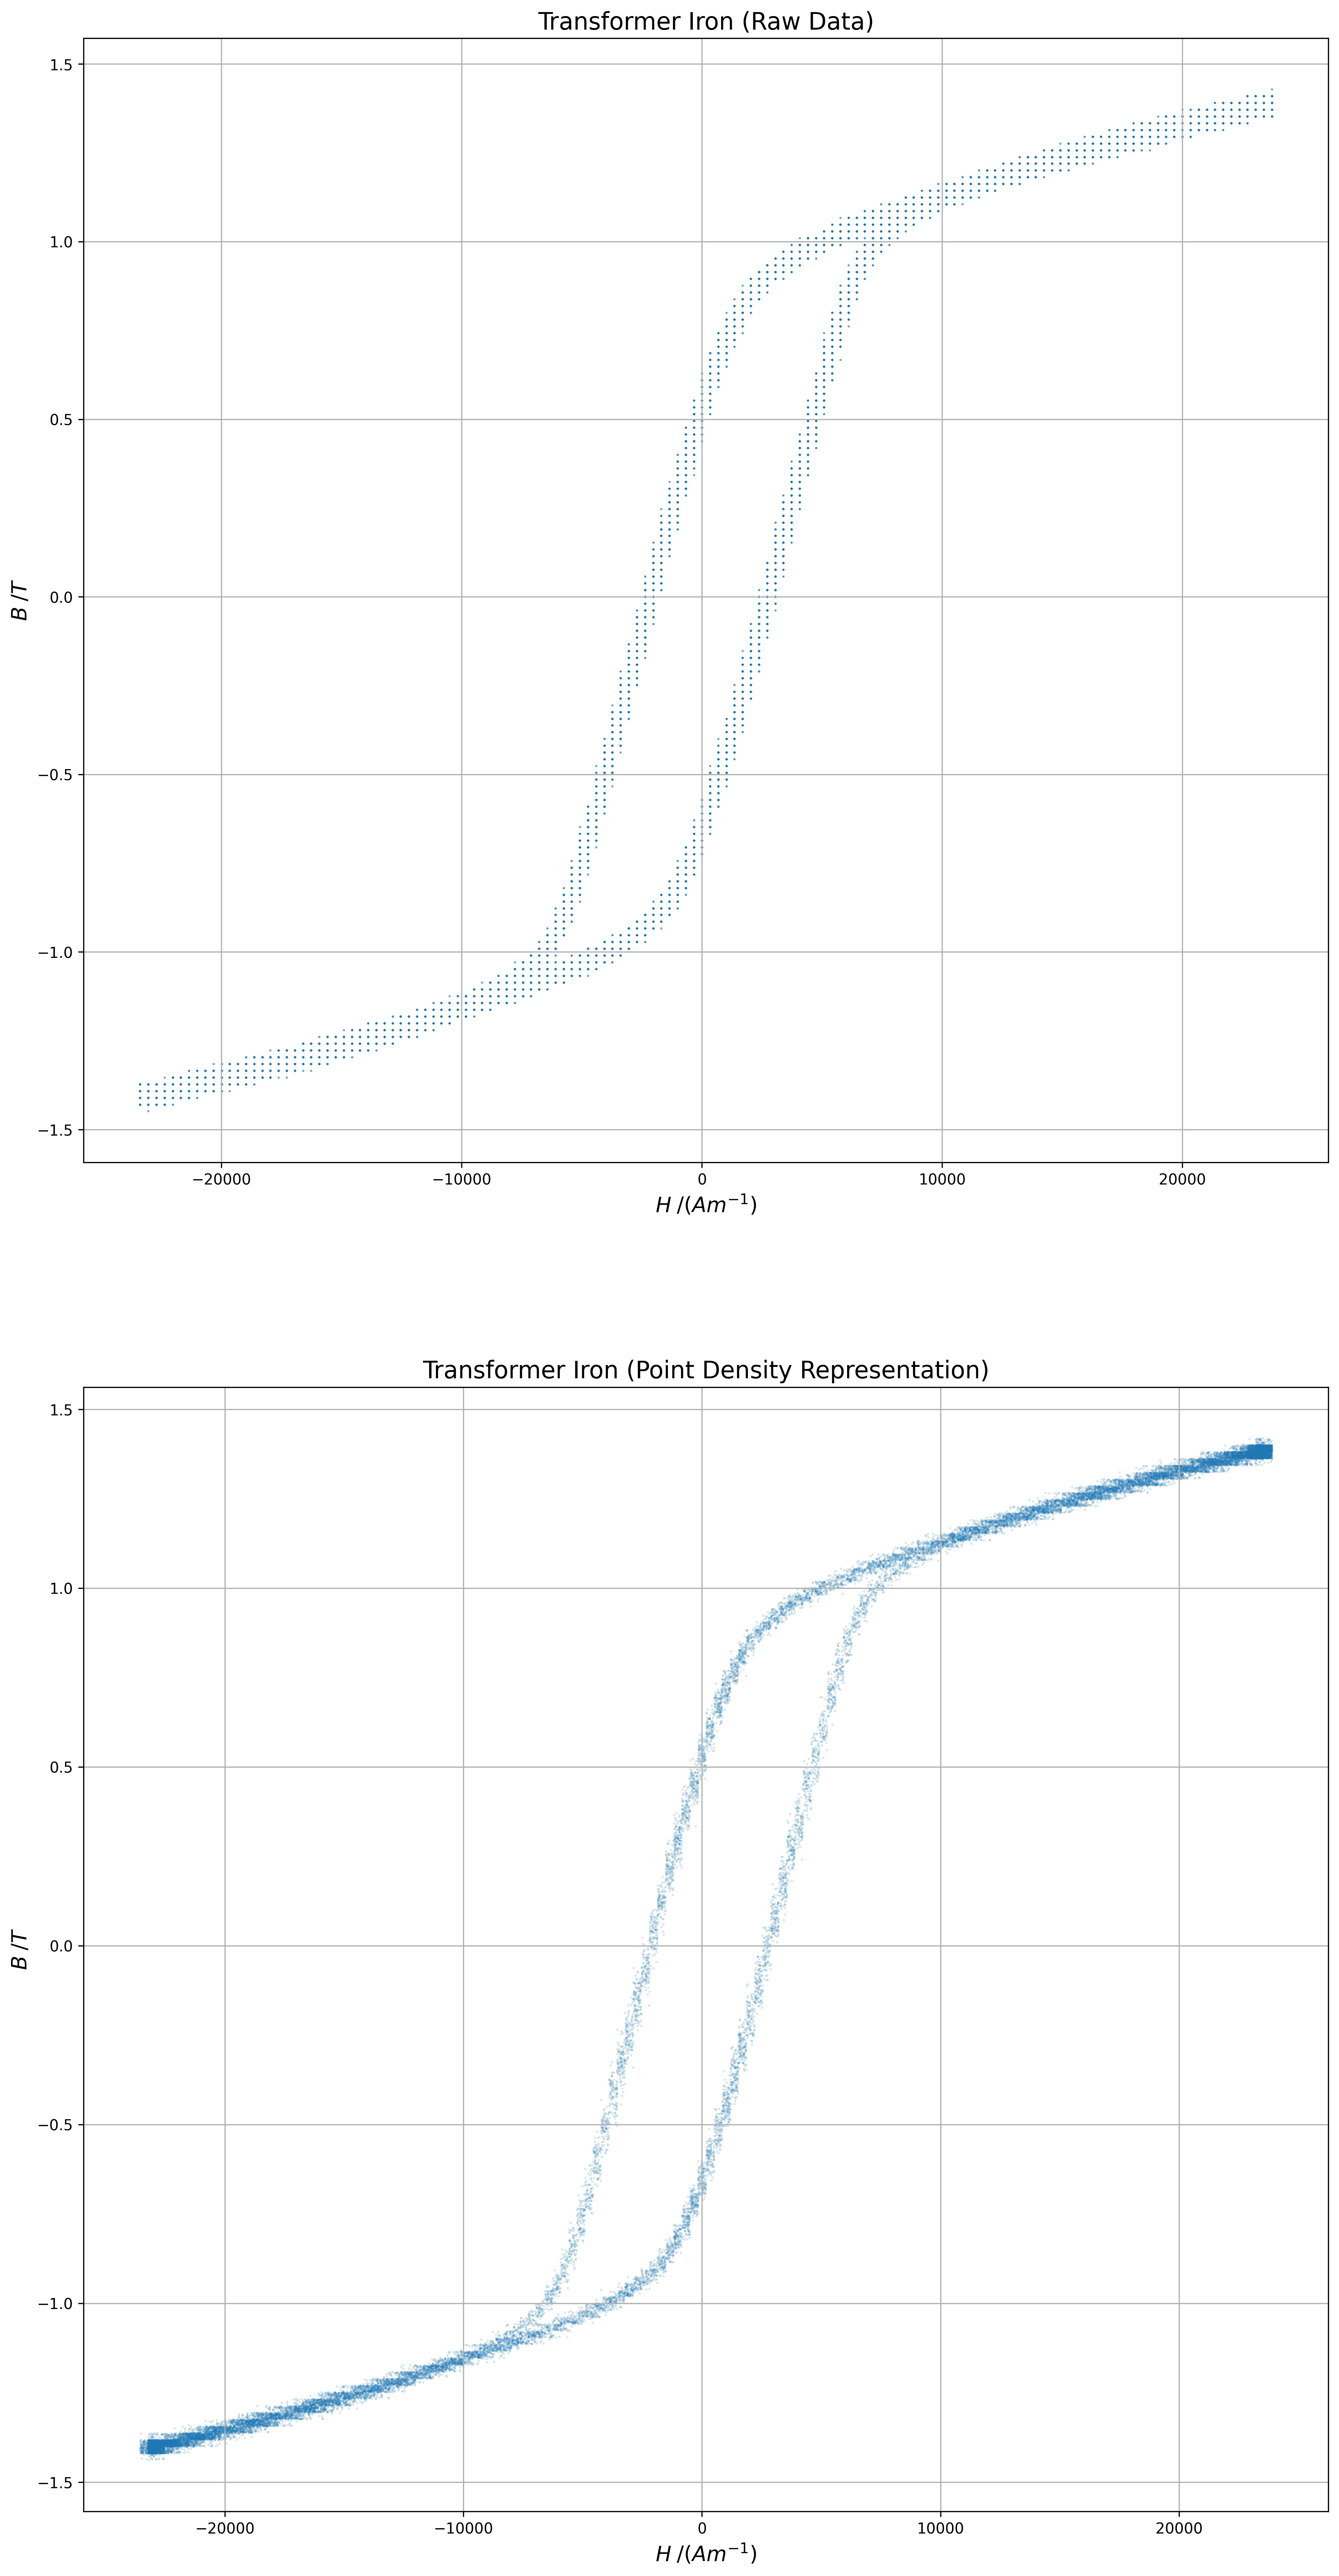 Transformer Iron (Raw Data)
1.5
1.0
0.5
0.0
−0.5
−1.0
−1.5
B /T
−20000 −10000 0 10000 20000
H /(Am⁻¹)
Transformer Iron (Point Density Representation)
1.5
1.0
0.5
0.0
−0.5
−1.0
−1.5
B /T
−20000 −10000 0 10000 20000
H /(Am⁻¹)